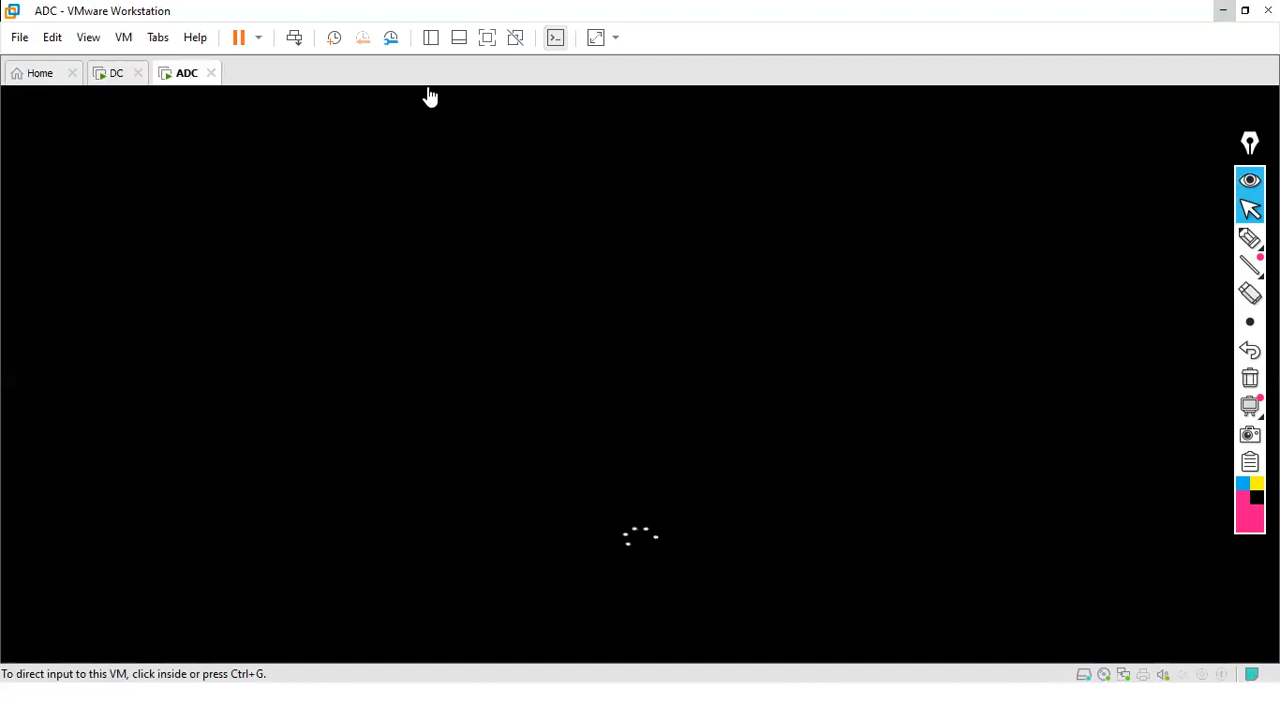 ADC - VMware Workstation
File Edit View VM Tabs Help
Home DC ADC
To direct input to this VM, click inside or press Ctrl+G.